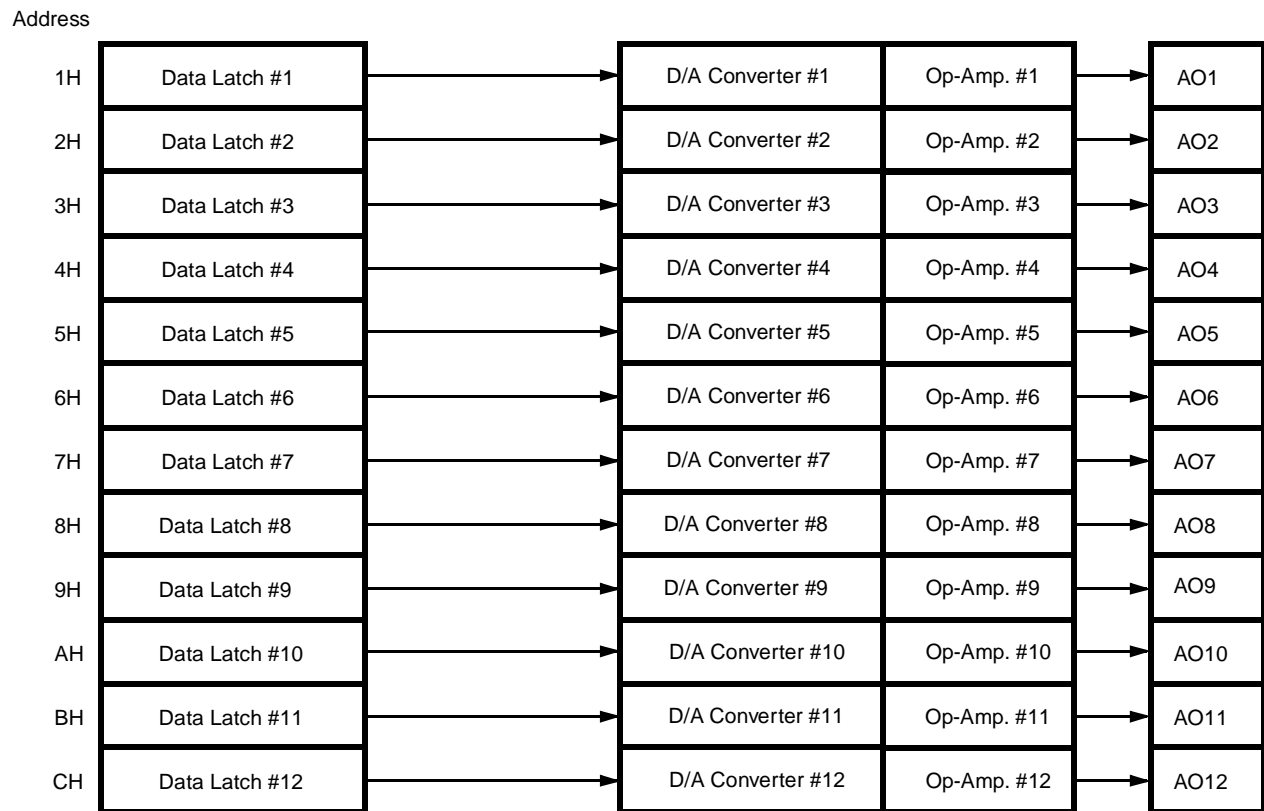 Address
1H Data Latch #1 D/A Converter #1 Op-Amp. #1 AO1
2H Data Latch #2 D/A Converter #2 Op-Amp. #2 AO2
3H Data Latch #3 D/A Converter #3 Op-Amp. #3 AO3
4H Data Latch #4 D/A Converter #4 Op-Amp. #4 AO4
5H Data Latch #5 D/A Converter #5 Op-Amp. #5 AO5
6H Data Latch #6 D/A Converter #6 Op-Amp. #6 AO6
7H Data Latch #7 D/A Converter #7 Op-Amp. #7 AO7
8H Data Latch #8 D/A Converter #8 Op-Amp. #8 AO8
9H Data Latch #9 D/A Converter #9 Op-Amp. #9 AO9
AH Data Latch #10 D/A Converter #10 Op-Amp. #10 AO10
BH Data Latch #11 D/A Converter #11 Op-Amp. #11 AO11
CH Data Latch #12 D/A Converter #12 Op-Amp. #12 AO12